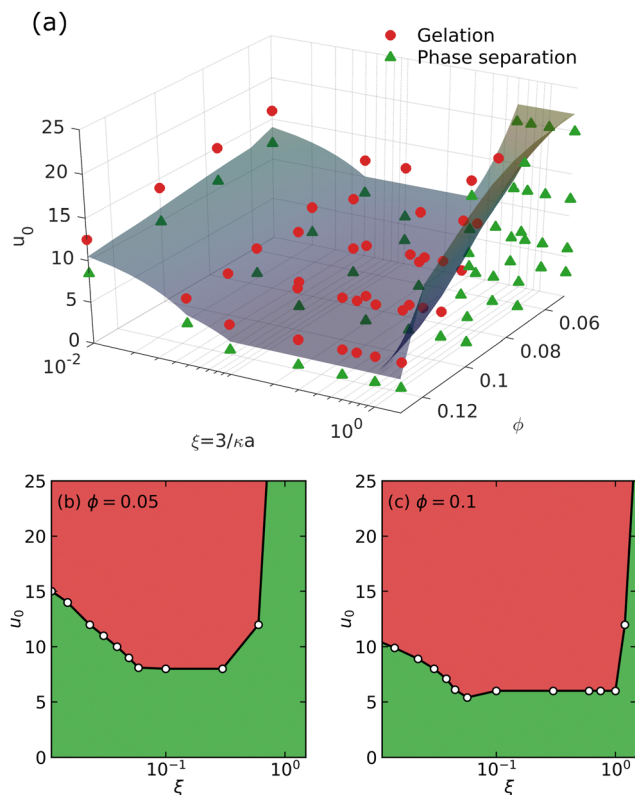 (a)
Gelation
Phase separation
u₀
25
20
15
10
5
0
10⁻²
10⁰
ξ=3/κa
0.12
0.1
0.08
0.06
ϕ
(b) ϕ = 0.05
u₀
25
20
15
10
5
0
10⁻¹
10⁰
ξ
(c) ϕ = 0.1
u₀
25
20
15
10
5
0
10⁻¹
10⁰
ξ